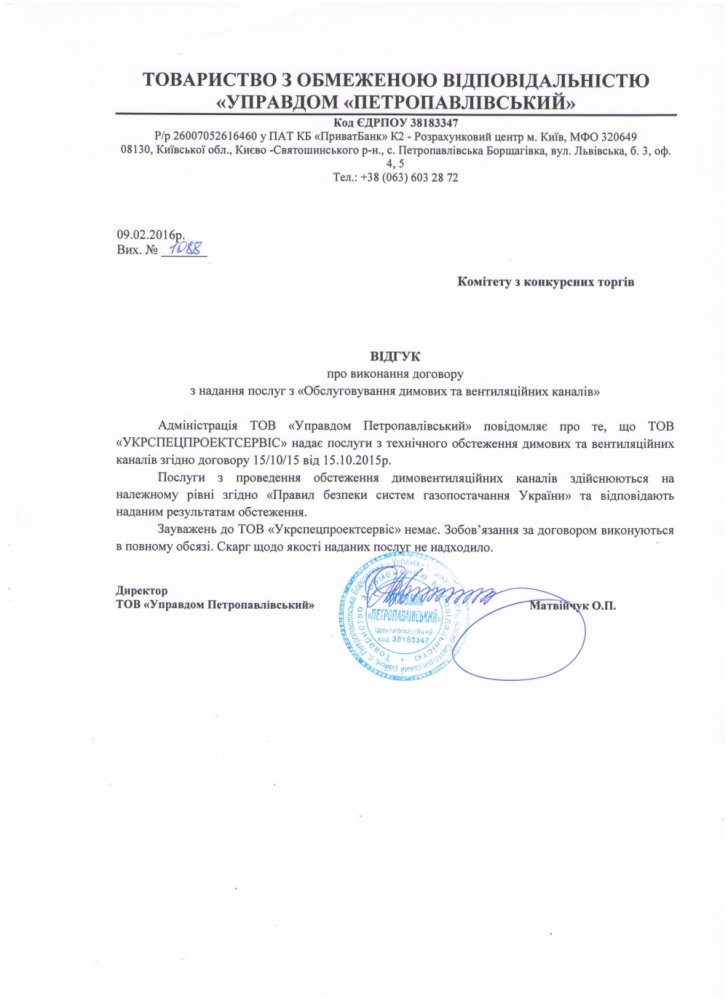 ТОВАРИСТВО З ОБМЕЖЕНОЮ ВІДПОВІДАЛЬНІСТЮ
«УПРАВДОМ «ПЕТРОПАВЛІВСЬКИЙ»
Код ЄДРПОУ 38183347
Р/р 26007052616460 у ПАТ КБ «ПриватБанк» К2 - Розрахунковий центр м. Київ, МФО 320649
08130, Київської обл., Києво -Святошинського р-н., с. Петропавлівська Борщагівка, вул. Львівська, б. 3, оф.
4, 5
Тел.: +38 (063) 603 28 72
09.02.2016р.
Вих. № 1088
Комітету з конкурсних торгів
ВІДГУК
про виконання договору
з надання послуг з «Обслуговування димових та вентиляційних каналів»
Адміністрація ТОВ «Управдом Петропавлівський» повідомляє про те, що ТОВ
«УКРСПЕЦПРОЕКТСЕРВІС» надає послуги з технічного обстеження димових та вентиляційних
каналів згідно договору 15/10/15 від 15.10.2015р.
Послуги з проведення обстеження димовентиляційних каналів здійснюються на
належному рівні згідно «Правил безпеки систем газопостачання України» та відповідають
наданим результатам обстеження.
Зауважень до ТОВ «Укрспецпроектсервіс» немає. Зобов’язання за договором виконуються
в повному обсязі. Скарг щодо якості наданих послуг не надходило.
Директор
ТОВ «Управдом Петропавлівський»
Матвійчук О.П.
«ПЕТРОПАВЛІВСЬКИЙ»
Ідентифікаційний
код 38183347